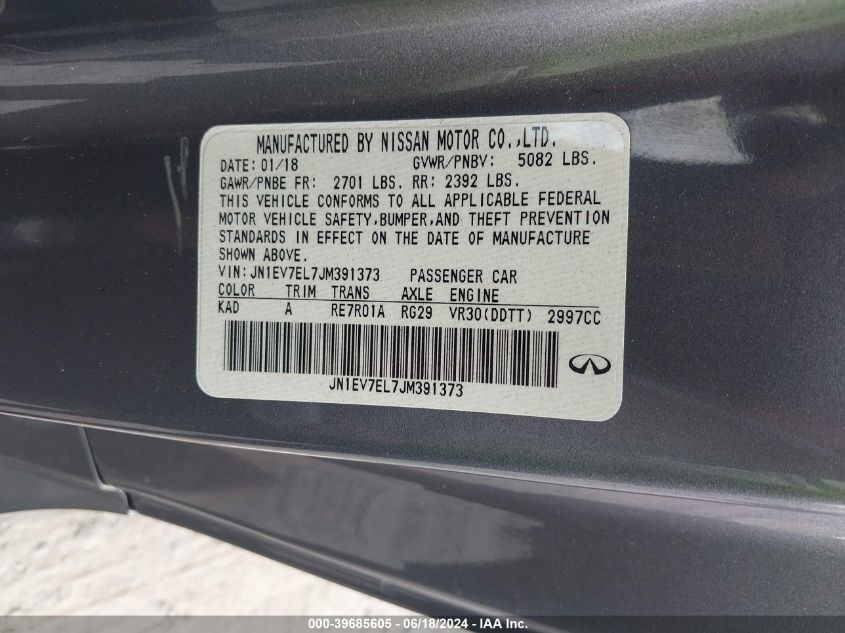 MANUFACTURED BY NISSAN MOTOR CO.,LTD.
DATE: 01/18 GVWR/PNBV: 5082 LBS.
GAWR/PNBE FR: 2701 LBS. RR: 2392 LBS.
THIS VEHICLE CONFORMS TO ALL APPLICABLE FEDERAL
MOTOR VEHICLE SAFETY,BUMPER,AND THEFT PREVENTION
STANDARDS IN EFFECT ON THE DATE OF MANUFACTURE
SHOWN ABOVE.
VIN:JN1EV7EL7JM391373 PASSENGER CAR
COLOR TRIM TRANS AXLE ENGINE
KAD A RE7R01A RG29 VR30(DDTT) 2997CC
JN1EV7EL7JM391373
000-39685605 - 06/18/2024 - www.iaai.com